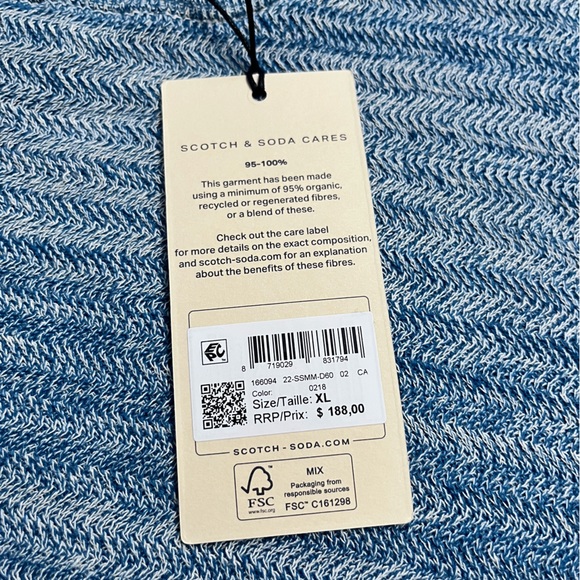 SCOTCH & SODA CARES
95-100%
This garment has been made
using a minimum of 95% organic,
recycled or regenerated fibres,
or a blend of these.
Check out the care label
for more details on the exact composition,
and scotch-soda.com for an explanation
about the benefits of these fibres.
8 719029 831794
166094 22-SSMM-D60 02 CA
Color: 0218
Size/Taille: XL
RRP/Prix: $ 188,00
SCOTCH-SODA.COM
FSC
www.fsc.org
MIX
Packaging from
responsible sources
FSC™ C161298